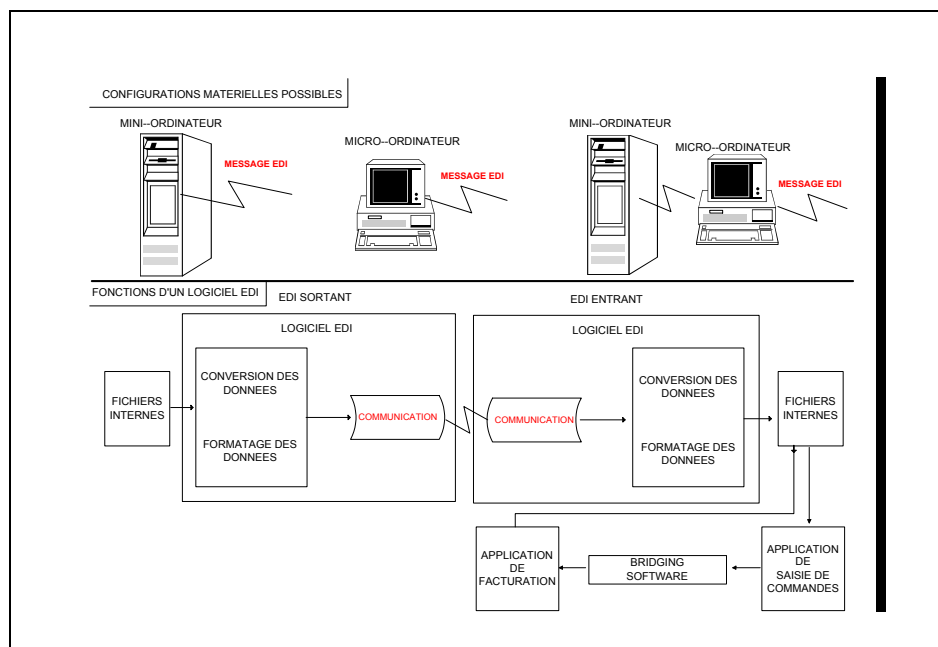 CONFIGURATIONS MATERIELLES POSSIBLES
MINI--ORDINATEUR
MESSAGE EDI
MICRO--ORDINATEUR
MESSAGE EDI
MINI--ORDINATEUR
MICRO--ORDINATEUR
MESSAGE EDI
FONCTIONS D'UN LOGICIEL EDI
EDI SORTANT
EDI ENTRANT
LOGICIEL EDI
LOGICIEL EDI
FICHIERS
INTERNES
CONVERSION DES
DONNEES
FORMATAGE DES
DONNEES
COMMUNICATION
COMMUNICATION
CONVERSION DES
DONNEES
FORMATAGE DES
DONNEES
FICHIERS
INTERNES
APPLICATION
DE
FACTURATION
BRIDGING
SOFTWARE
APPLICATION
DE
SAISIE DE
COMMANDES